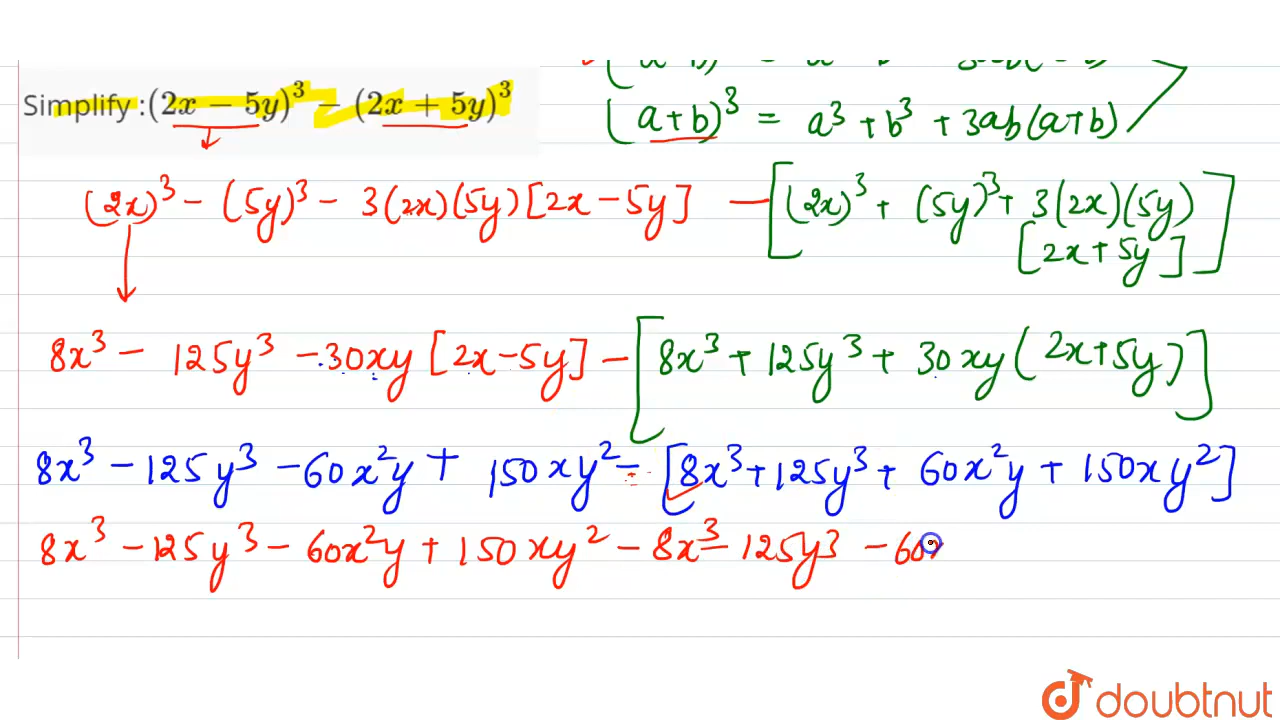 Simplify : (2x − 5y)³ − (2x + 5y)³
(a+b)³ = a³ + b³ + 3ab(a+b)
(2x)³ − (5y)³ − 3(2x)(5y)[2x − 5y] − [(2x)³ + (5y)³ + 3(2x)(5y)
[2x + 5y]]
8x³ − 125y³ − 30xy [2x − 5y] − [8x³ + 125y³ + 30xy (2x+5y)]
8x³ − 125y³ − 60x²y + 150xy² − [8x³ + 125y³ + 60x²y + 150xy²]
8x³ − 125y³ − 60x²y + 150xy² − 8x³ − 125y3 − 60x
doubtnut